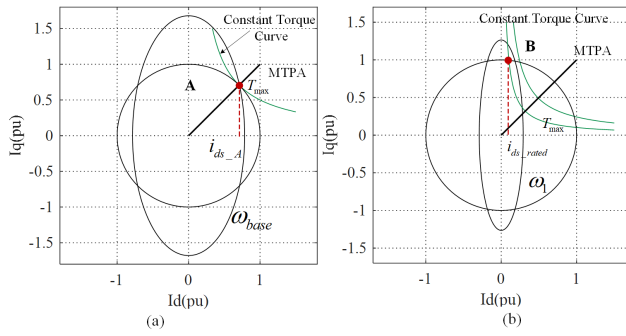 Constant Torque
Curve
MTPA
A
T_max
i_ds_A
ω_base
1.5
1
0.5
0
-0.5
-1
-1.5
Iq(pu)
-1
0
1
Id(pu)
(a)
Constant Torque Curve
B
MTPA
T_max
i_ds_rated
ω_1
1.5
1
0.5
0
-0.5
-1
-1.5
Iq(pu)
-1
0
1
Id(pu)
(b)